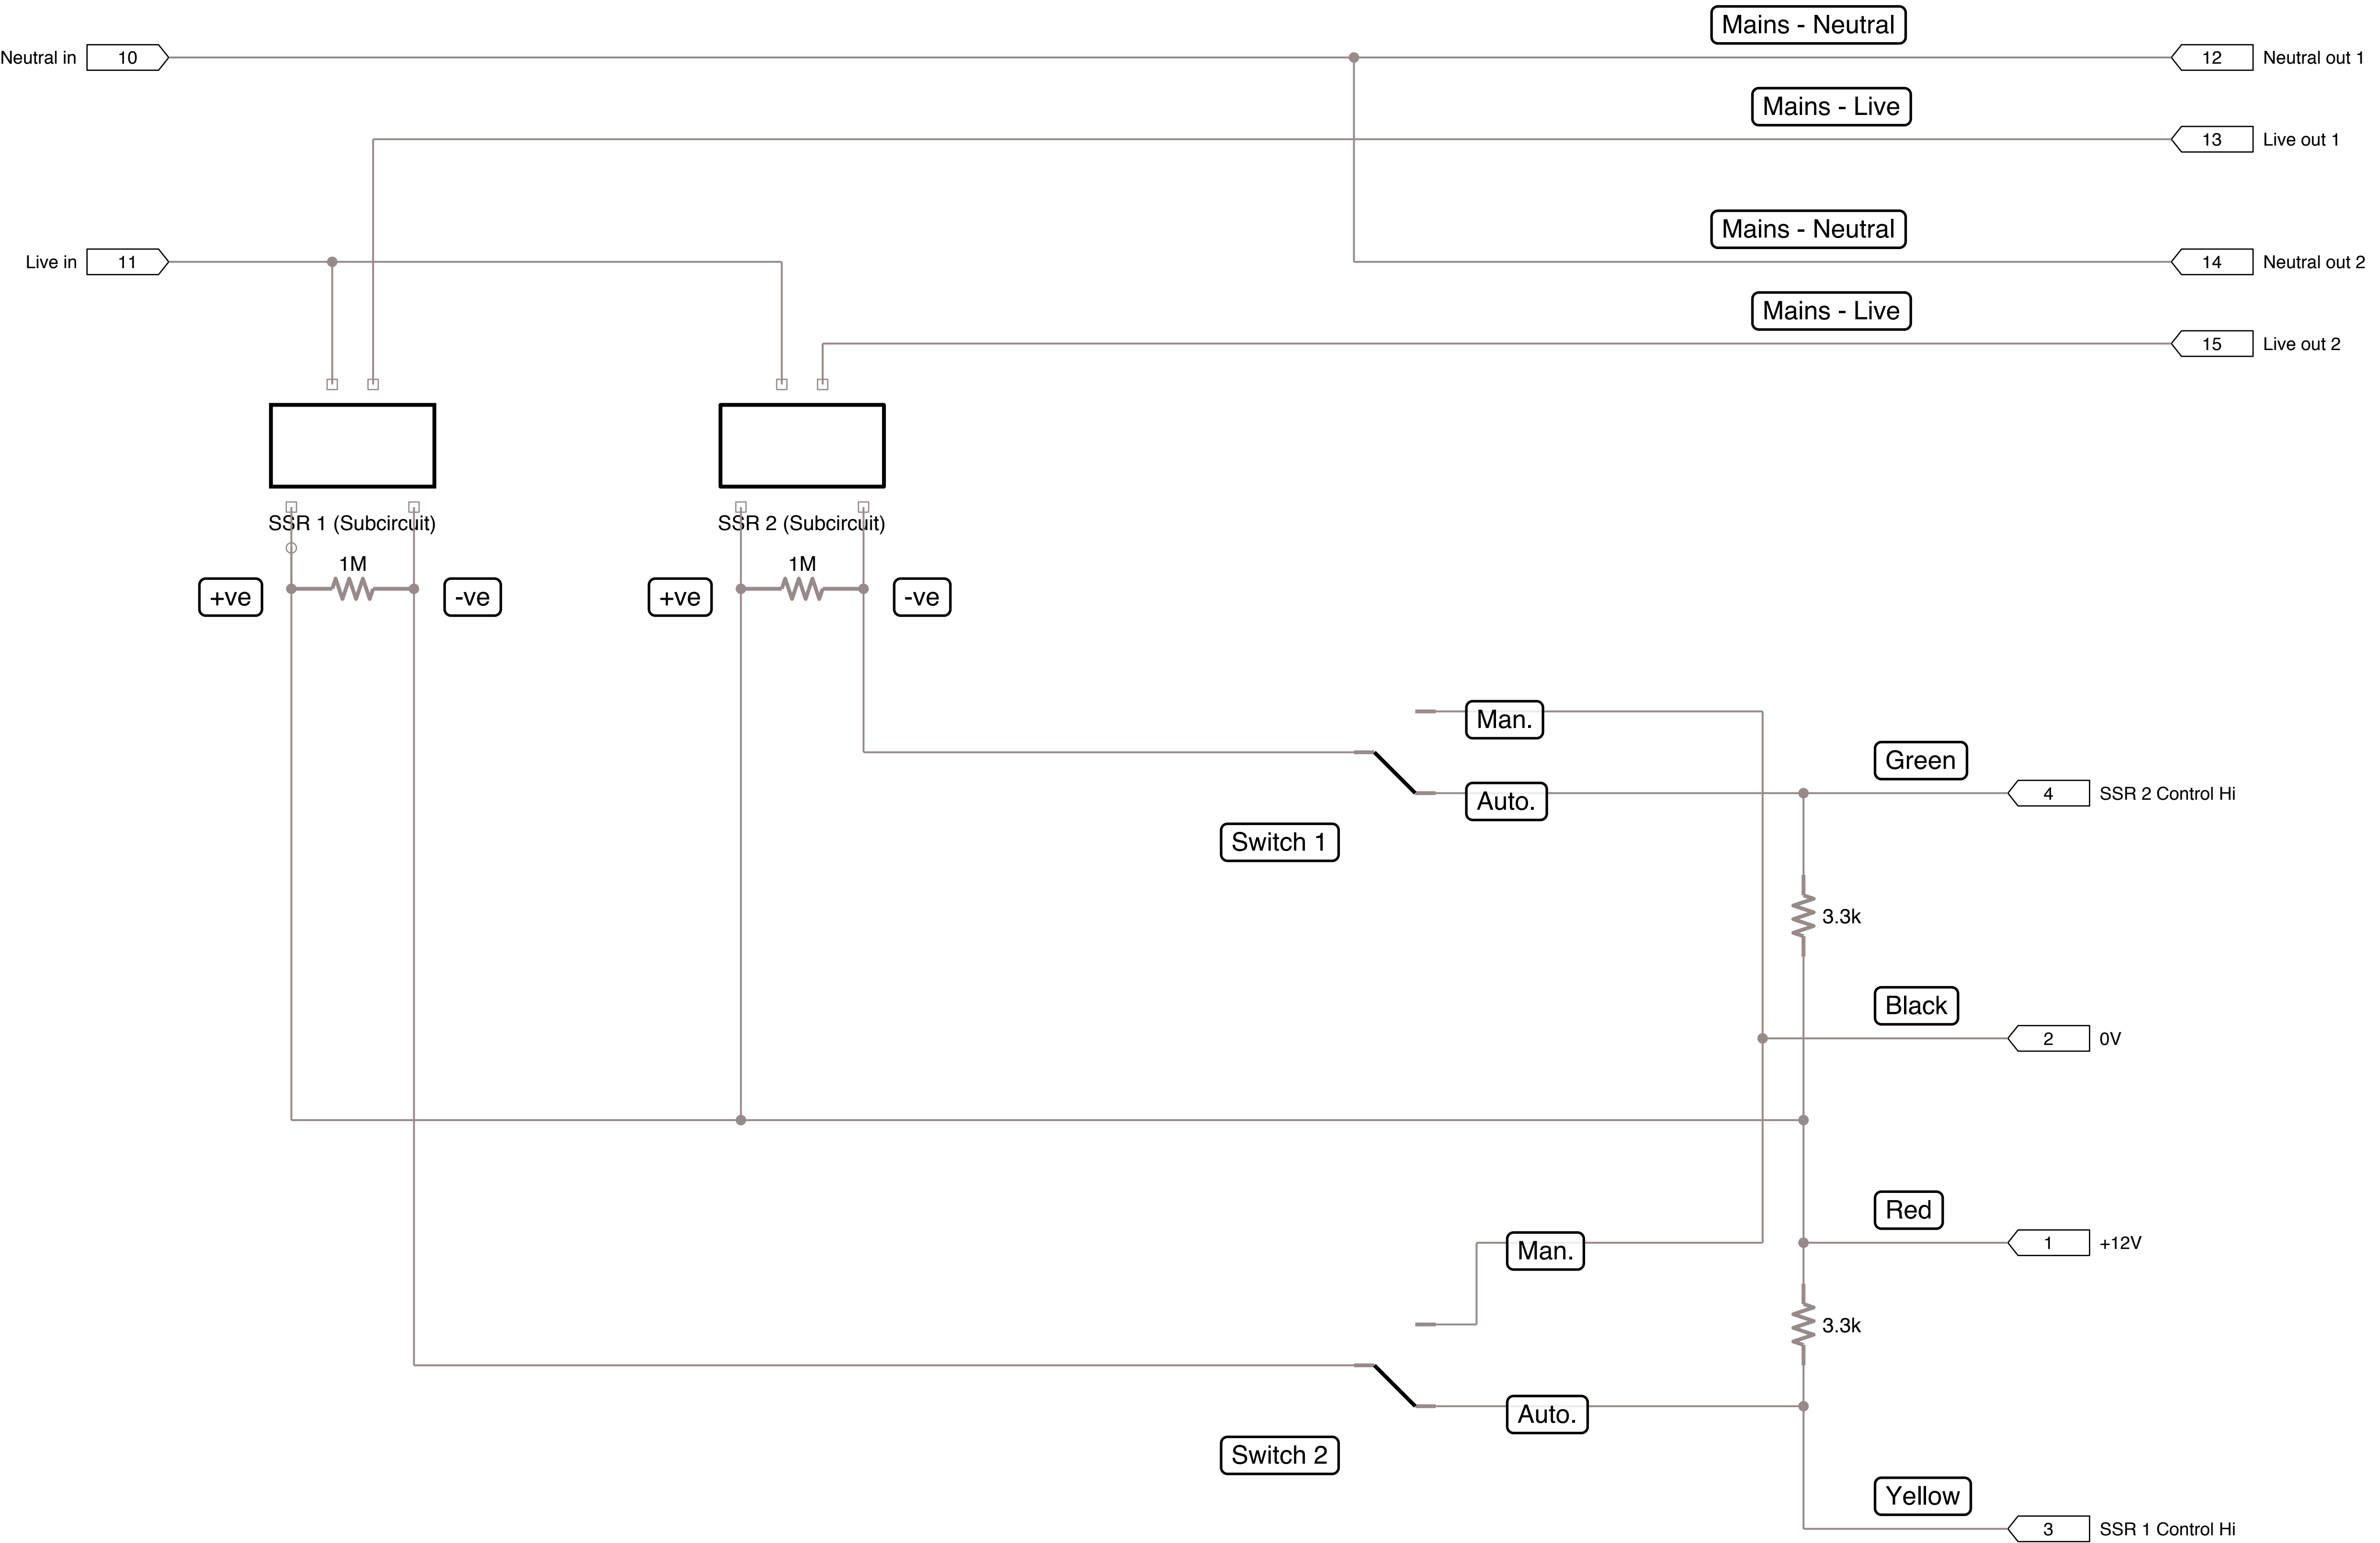 Mains - Neutral
Neutral in 10
12 Neutral out 1
Mains - Live
13 Live out 1
Mains - Neutral
Live in 11
14 Neutral out 2
Mains - Live
15 Live out 2
SSR 1 (Subcircuit)
SSR 2 (Subcircuit)
1M
1M
+ve
-ve
+ve
-ve
Man.
Green
4 SSR 2 Control Hi
Auto.
Switch 1
3.3k
Black
2 0V
Red
1 +12V
Man.
3.3k
Auto.
Switch 2
Yellow
3 SSR 1 Control Hi